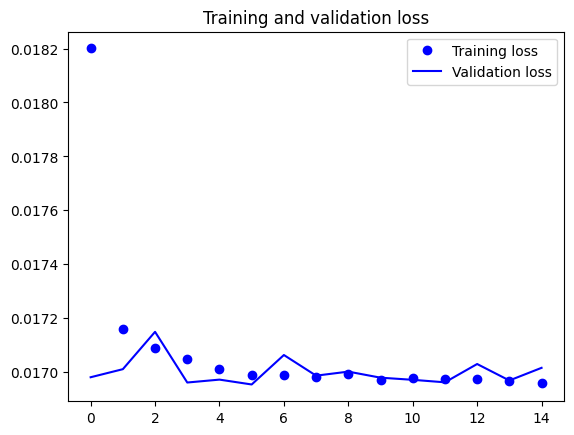 Training and validation loss
Training loss
Validation loss
0.0182
0.0180
0.0178
0.0176
0.0174
0.0172
0.0170
0 2 4 6 8 10 12 14